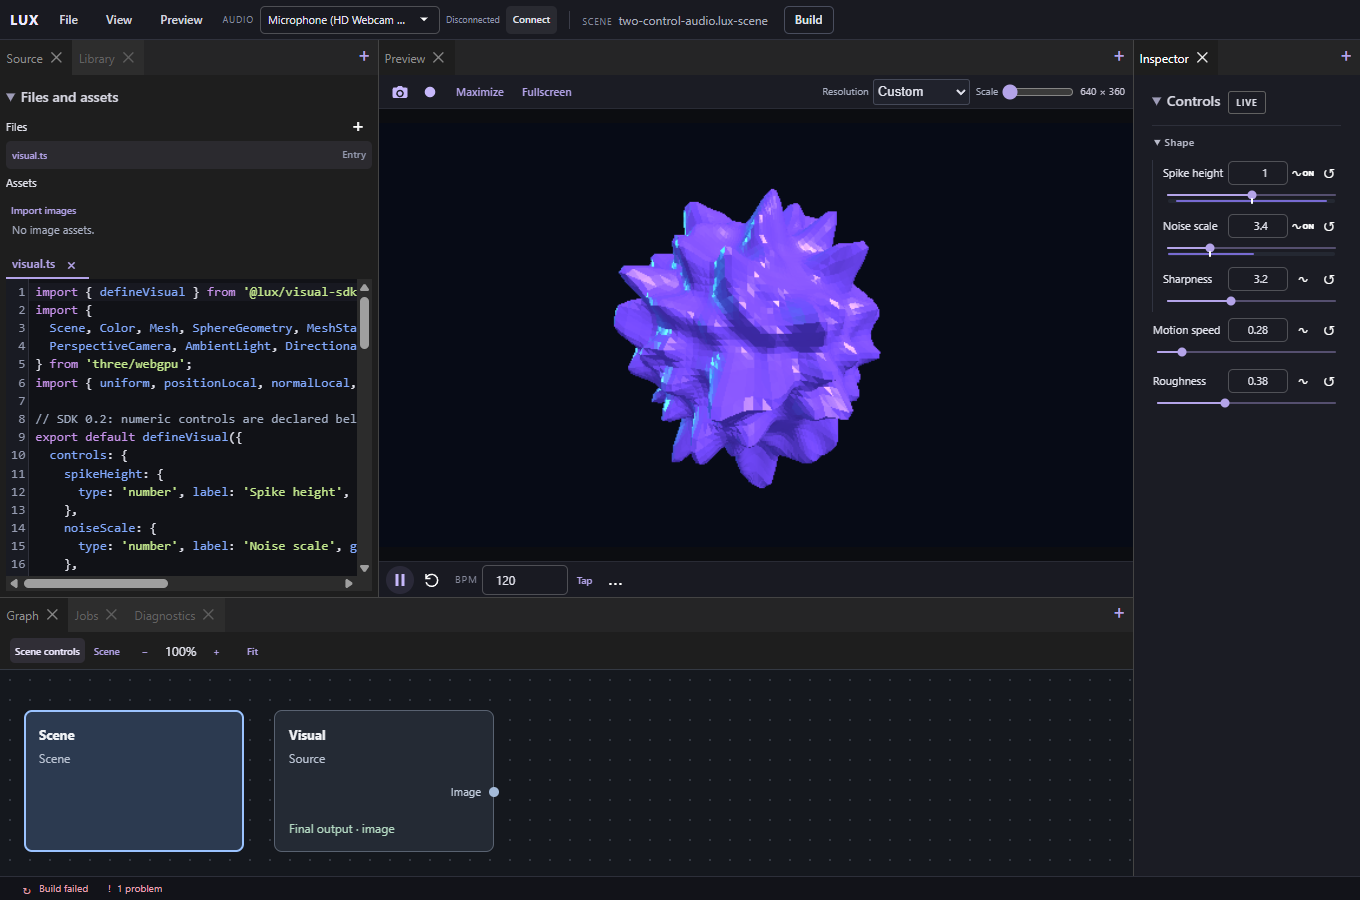 LUX File View Preview AUDIO Microphone (HD Webcam ... Disconnected Connect SCENE two-control-audio.lux-scene Build
Source Library
Files and assets
Files
visual.ts Entry
Assets
Import images
No image assets.
visual.ts
1 import { defineVisual } from '@lux/visual-sdk
2 import {
3 Scene, Color, Mesh, SphereGeometry, MeshSta
4 PerspectiveCamera, AmbientLight, Directiona
5 } from 'three/webgpu';
6 import { uniform, positionLocal, normalLocal,
7
8 // SDK 0.2: numeric controls are declared bel
9 export default defineVisual({
10 controls: {
11 spikeHeight: {
12 type: 'number', label: 'Spike height',
13 },
14 noiseScale: {
15 type: 'number', label: 'Noise scale', g
16 },
Preview
Maximize Fullscreen Resolution Custom Scale 640 × 360
BPM 120 Tap ...
Inspector
Controls LIVE
Shape
Spike height 1 ON
Noise scale 3.4 ON
Sharpness 3.2
Motion speed 0.28
Roughness 0.38
Graph Jobs Diagnostics
Scene controls Scene − 100% + Fit
Scene
Scene
Visual
Source
Image
Final output · image
Build failed ! 1 problem